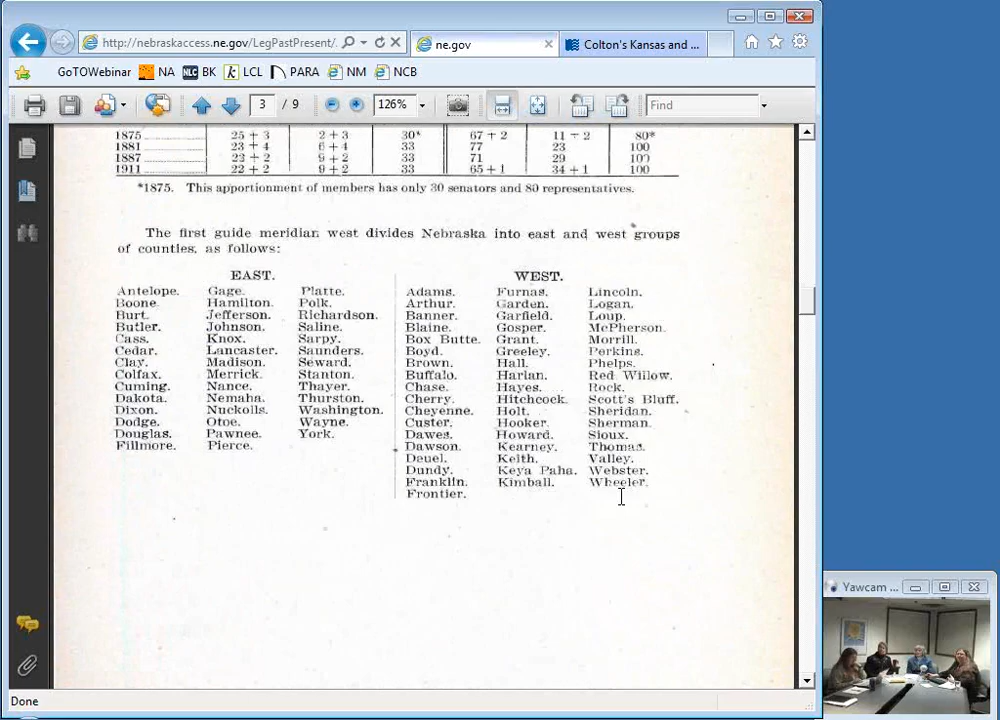 http://nebraskaccess.ne.gov/LegPastPresent/
ne.gov
Colton's Kansas and ...
GoTOWebinar NA NLC BK k LCL PARA NM NCB
3 / 9 126% Find
1875 25 + 3 2 + 3 30* 67 + 2 11 + 2 80*
1881 23 + 4 6 + 4 33 77 23 100
1887 22 + 2 9 + 2 33 71 29 100
1911 22 + 2 9 + 2 33 65 + 1 34 + 1 100
*1875. This apportionment of members has only 30 senators and 80 representatives.
The first guide meridian west divides Nebraska into east and west groups
of counties, as follows:
EAST. WEST.
Antelope. Gage. Platte. Adams. Furnas. Lincoln.
Boone Hamilton. Polk. Arthur. Garden. Logan.
Burt. Jefferson. Richardson. Banner. Garfield. Loup.
Butler. Johnson. Saline. Blaine. Gosper. McPherson.
Cass. Knox. Sarpy. Box Butte. Grant. Morrill.
Cedar. Lancaster. Saunders. Boyd. Greeley. Perkins.
Clay. Madison. Seward. Brown. Hall. Phelps.
Colfax. Merrick. Stanton. Buffalo. Harlan. Red Willow.
Cuming. Nance. Thayer. Chase. Hayes. Rock.
Dakota. Nemaha. Thurston. Cherry. Hitchcock. Scott's Bluff.
Dixon. Nuckolls. Washington. Cheyenne. Holt. Sheridan.
Dodge. Otoe. Wayne. Custer. Hooker. Sherman.
Douglas. Pawnee. York. Dawes. Howard. Sioux.
Fillmore. Pierce. Dawson. Kearney. Thomas.
Deuel. Keith. Valley.
Dundy. Keya Paha. Webster.
Franklin. Kimball. Wheeler.
Frontier.
Yawcam ...
Done